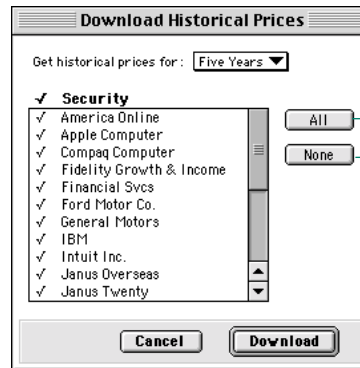 Download Historical Prices
Get historical prices for: Five Years
✓ Security
✓ America Online
✓ Apple Computer
✓ Compaq Computer
✓ Fidelity Growth & Income
✓ Financial Svcs
✓ Ford Motor Co.
✓ General Motors
✓ IBM
✓ Intuit Inc.
✓ Janus Overseas
✓ Janus Twenty
All
None
Cancel
Download